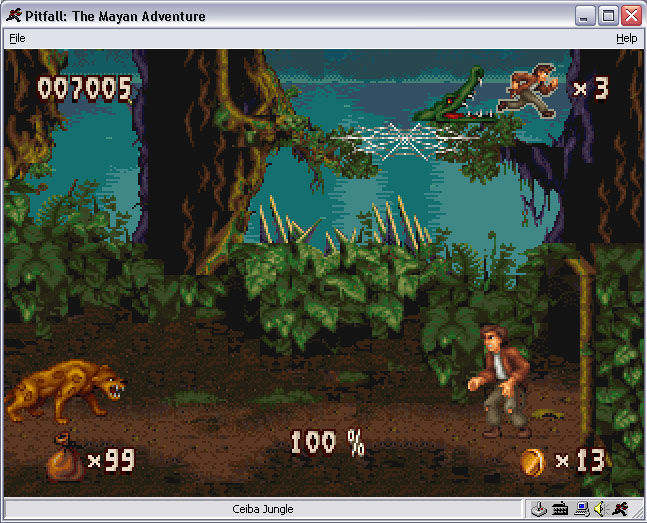 Pitfall: The Mayan Adventure
File Help
007005 × 3
×99 100 % ×13
Ceiba Jungle